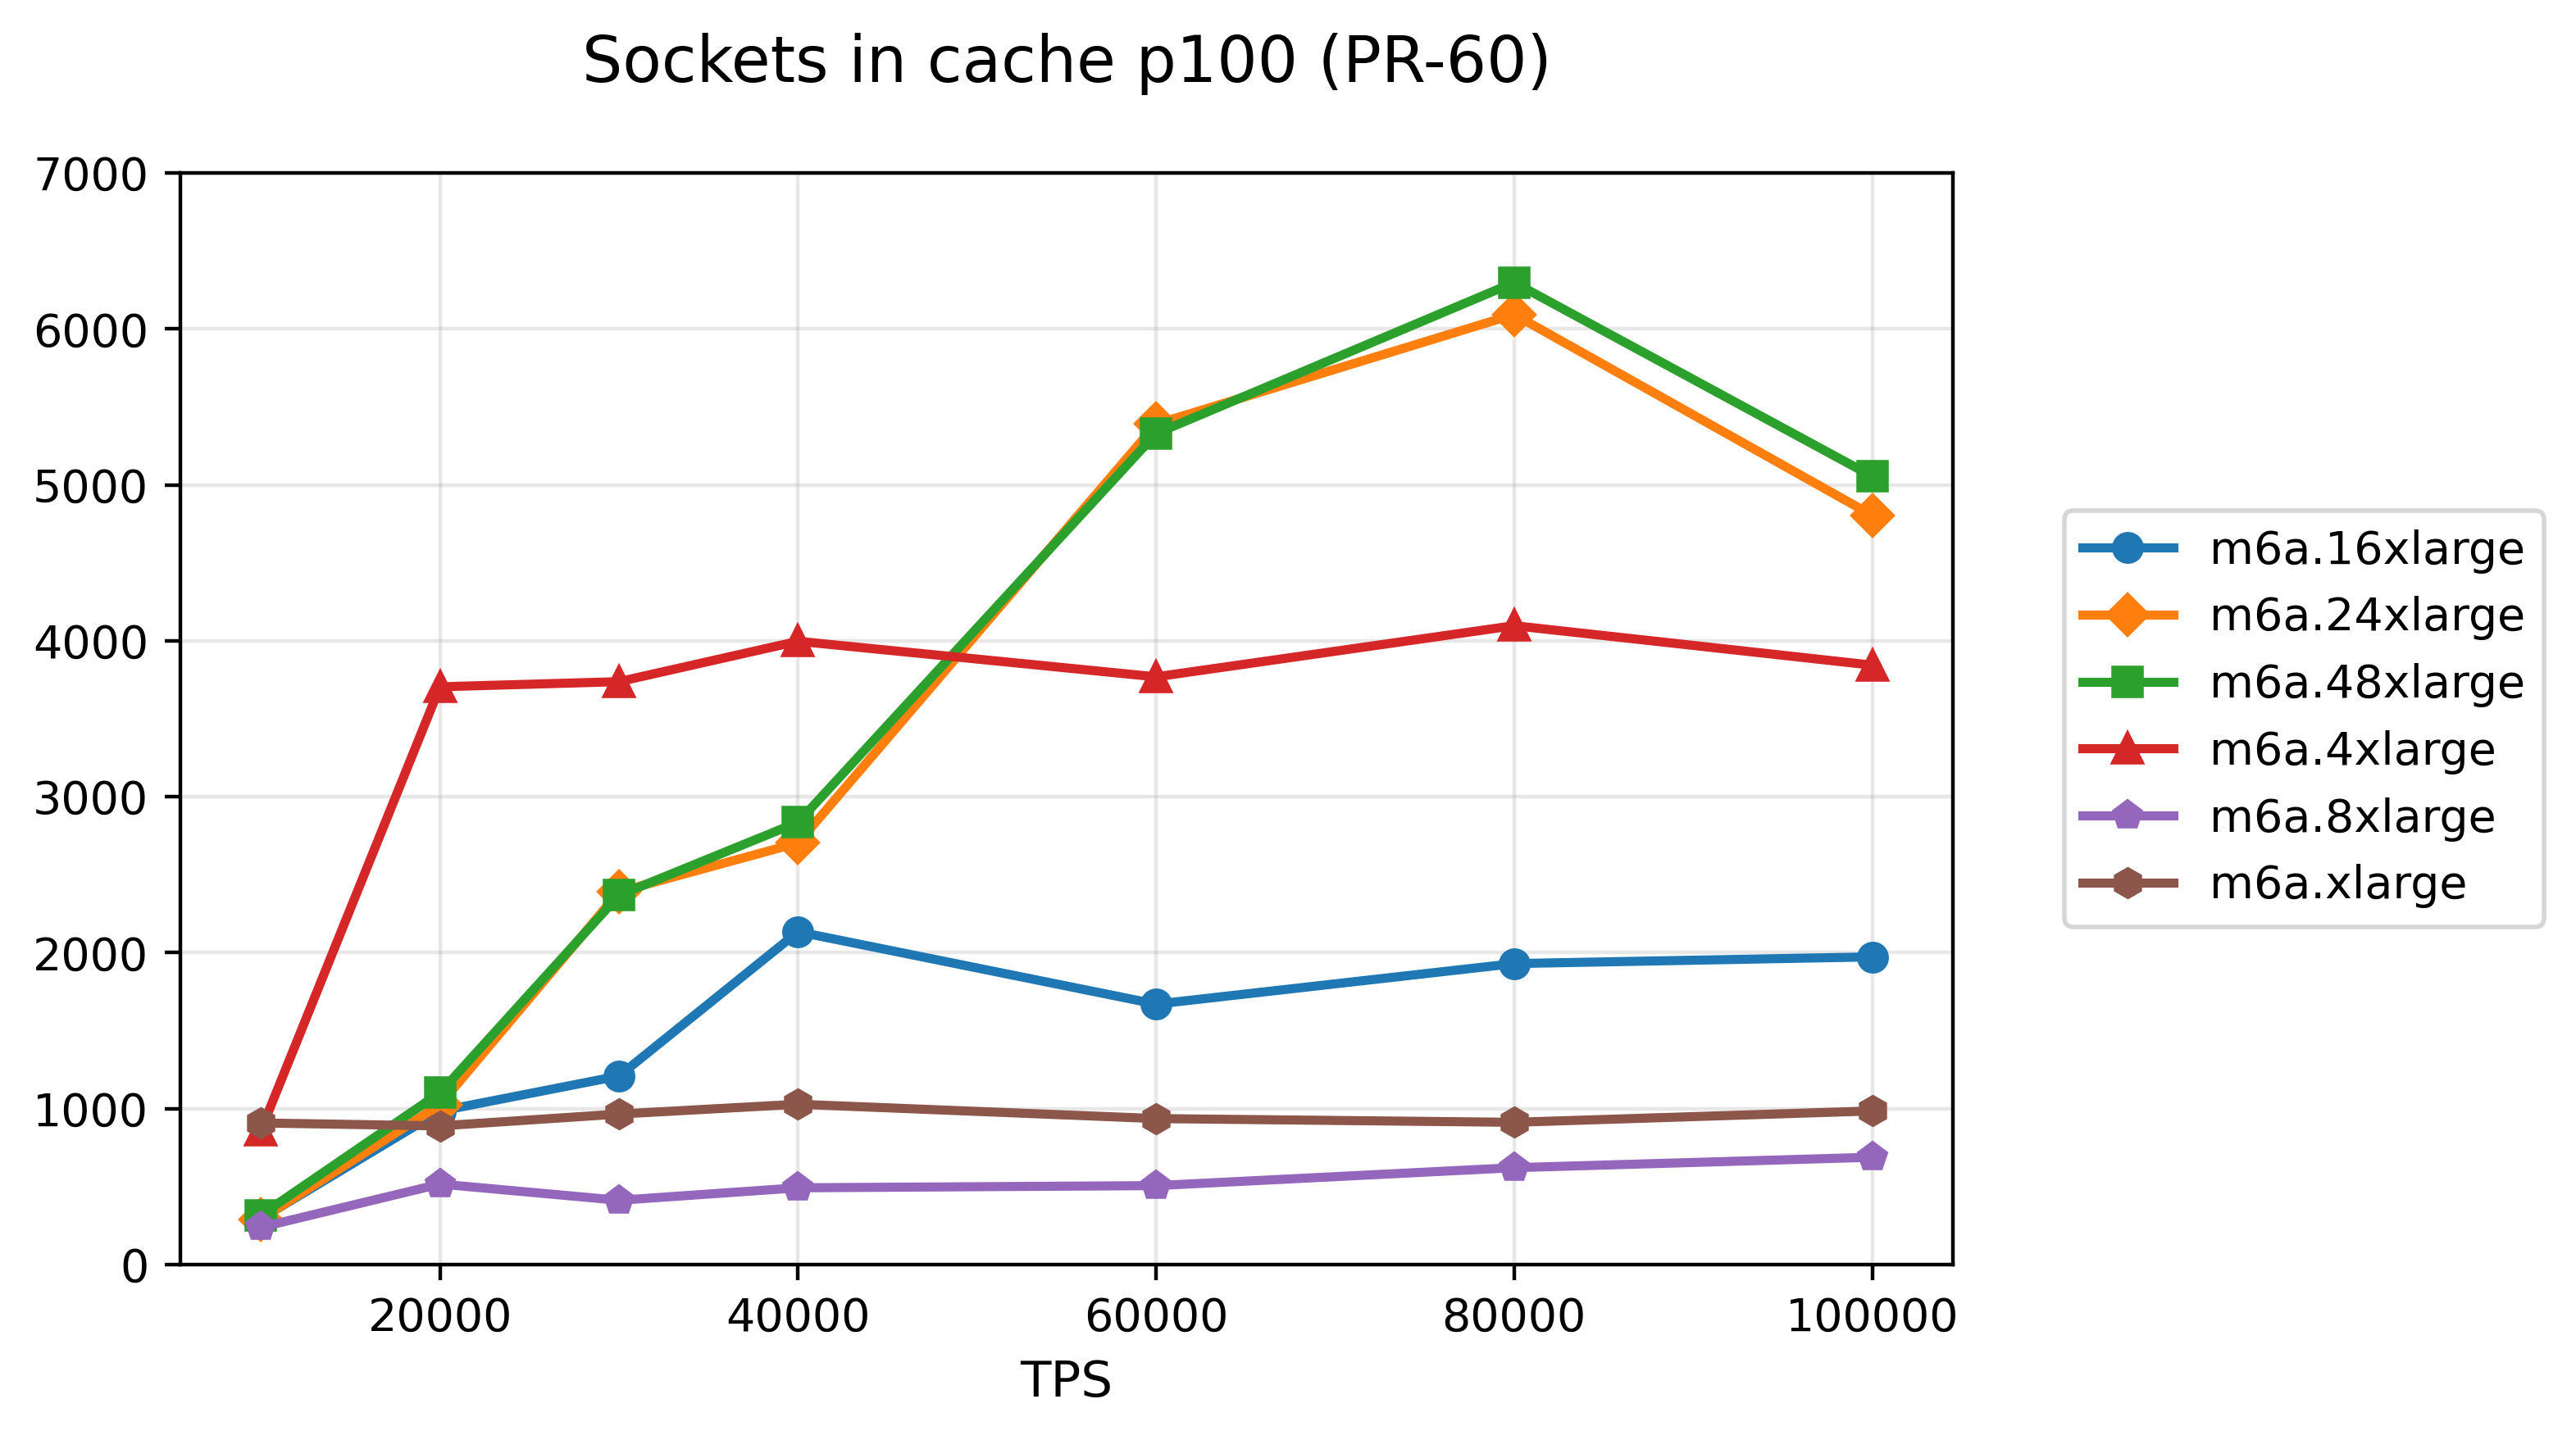 Sockets in cache p100 (PR-60)
7000
6000
5000
4000
3000
2000
1000
0
20000 40000 60000 80000 100000
TPS
m6a.16xlarge
m6a.24xlarge
m6a.48xlarge
m6a.4xlarge
m6a.8xlarge
m6a.xlarge